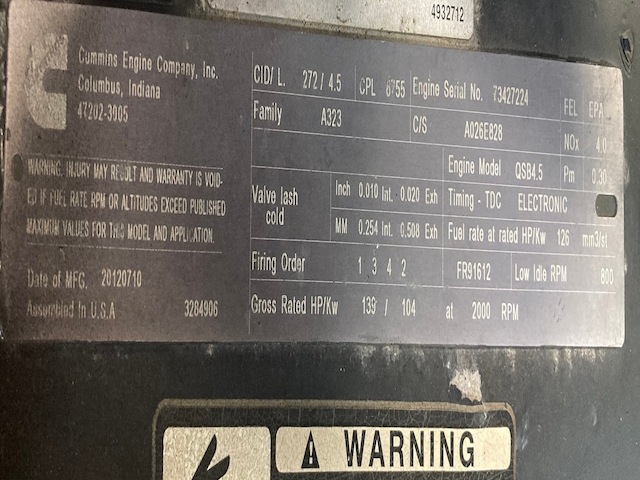 4932712
Cummins Engine Company, Inc.
Columbus, Indiana
47202-3005
WARNING: INJURY MAY RESULT AND WARRANTY IS VOID-
ED IF FUEL RATE RPM OR ALTITUDES EXCEED PUBLISHED
MAXIMUM VALUES FOR THIS MODEL AND APPLICATION.
Date of MFG. 20120710
Assembled In U.S.A 3284906
CID/ L. 272 / 4.5 CPL 8755 Engine Serial No. 73427224
FEL EPA
Family A323 C/S A026E828 NOx 4.0
Engine Model QSB4.5 Pm 0.30
Valve lash cold Inch 0.010 Int. 0.020 Exh Timing - TDC ELECTRONIC
MM 0.254 Int. 0.508 Exh Fuel rate at rated HP/Kw 126 mm3/st
Firing Order 1 3 4 2 FR91612 Low Idle RPM 800
Gross Rated HP/Kw 139 / 104 at 2000 RPM
WARNING